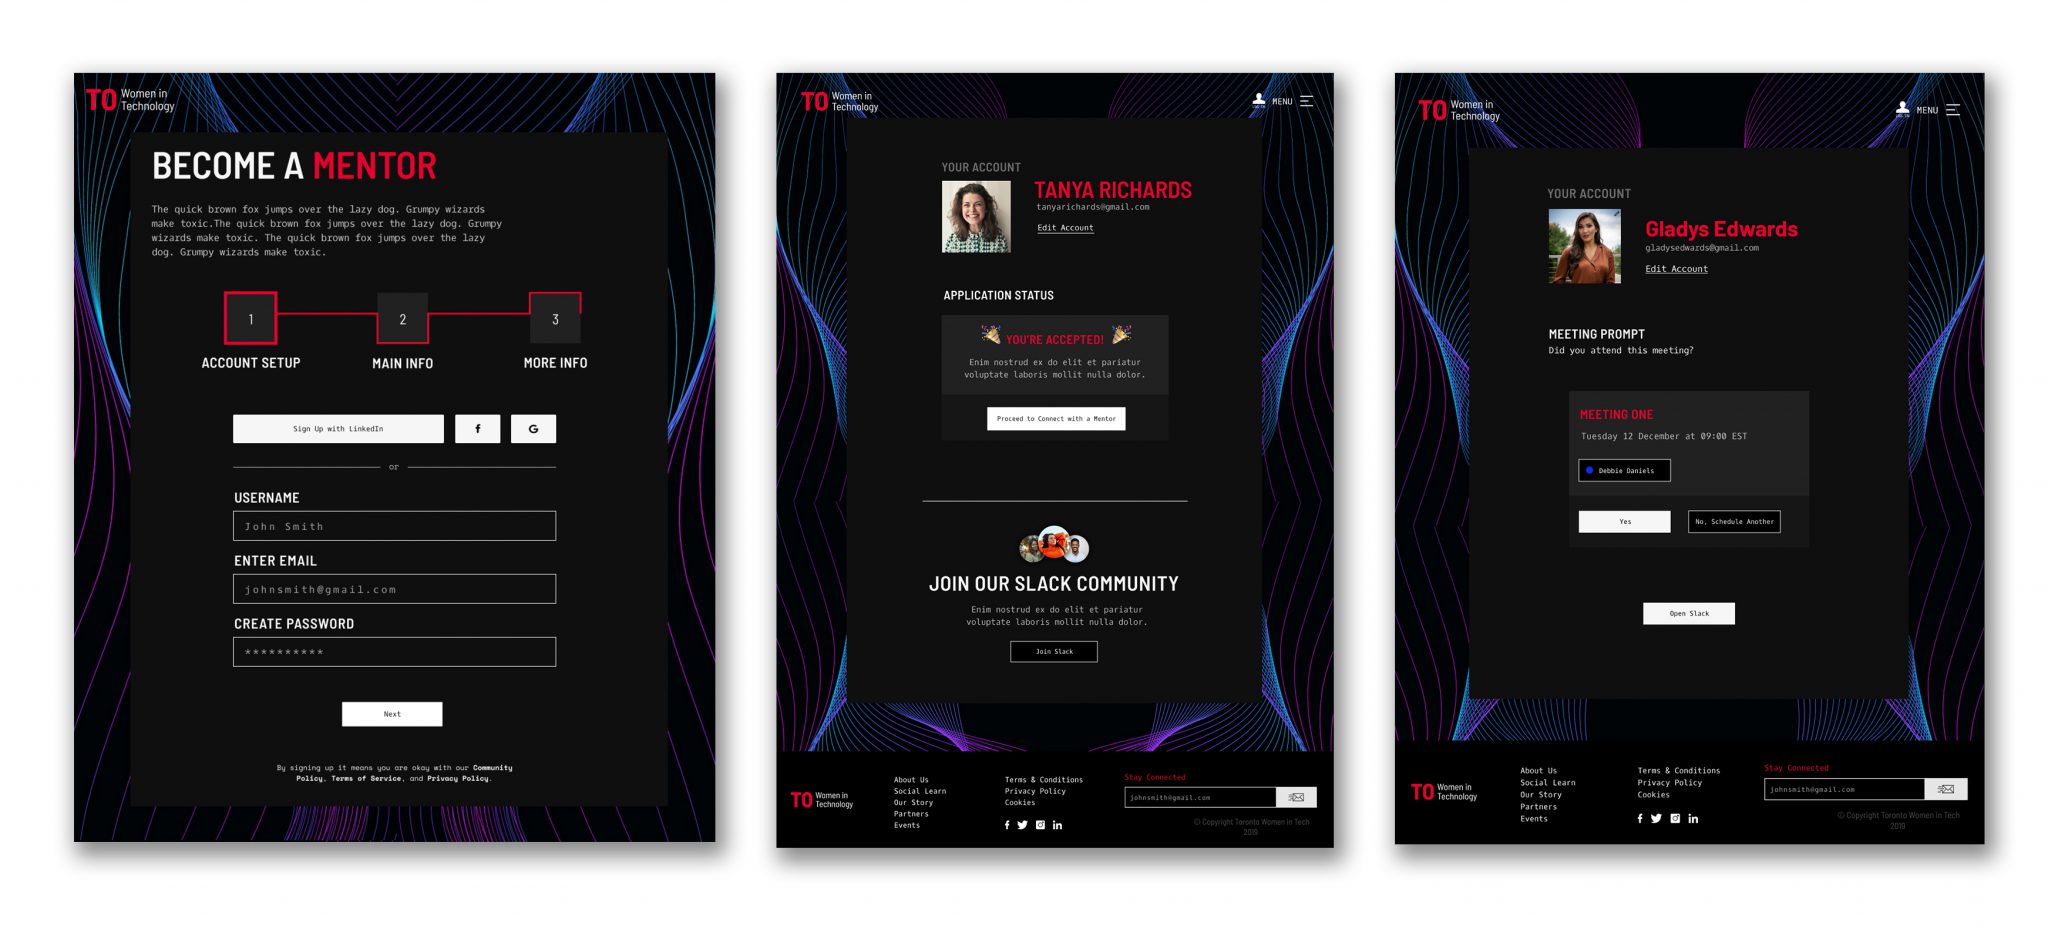 TO Women in
Technology
BECOME A MENTOR
The quick brown fox jumps over the lazy dog. Grumpy wizards
make toxic.The quick brown fox jumps over the lazy dog. Grumpy
wizards make toxic. The quick brown fox jumps over the lazy
dog. Grumpy wizards make toxic.
1
2
3
ACCOUNT SETUP
MAIN INFO
MORE INFO
Sign Up with LinkedIn
f
G
or
USERNAME
John Smith
ENTER EMAIL
johnsmith@gmail.com
CREATE PASSWORD
**********
Next
By signing up it means you are okay with our Community
Policy, Terms of Service, and Privacy Policy.
TO Women in
Technology
LOG IN
MENU
YOUR ACCOUNT
TANYA RICHARDS
tanyarichards@gmail.com
Edit Account
APPLICATION STATUS
YOU'RE ACCEPTED!
Enim nostrud ex do elit et pariatur
voluptate laboris mollit nulla dolor.
Proceed to Connect with a Mentor
JOIN OUR SLACK COMMUNITY
Enim nostrud ex do elit et pariatur
voluptate laboris mollit nulla dolor.
Join Slack
TO Women in
Technology
About Us
Social Learn
Our Story
Partners
Events
Terms & Conditions
Privacy Policy
Cookies
Stay Connected
johnsmith@gmail.com
© Copyright Toronto Women in Tech
2019
TO Women in
Technology
LOG IN
MENU
YOUR ACCOUNT
Gladys Edwards
gladysedwards@gmail.com
Edit Account
MEETING PROMPT
Did you attend this meeting?
MEETING ONE
Tuesday 12 December at 09:00 EST
Debbie Daniels
Yes
No, Schedule Another
Open Slack
TO Women in
Technology
About Us
Social Learn
Our Story
Partners
Events
Terms & Conditions
Privacy Policy
Cookies
Stay Connected
johnsmith@gmail.com
© Copyright Toronto Women in Tech
2019